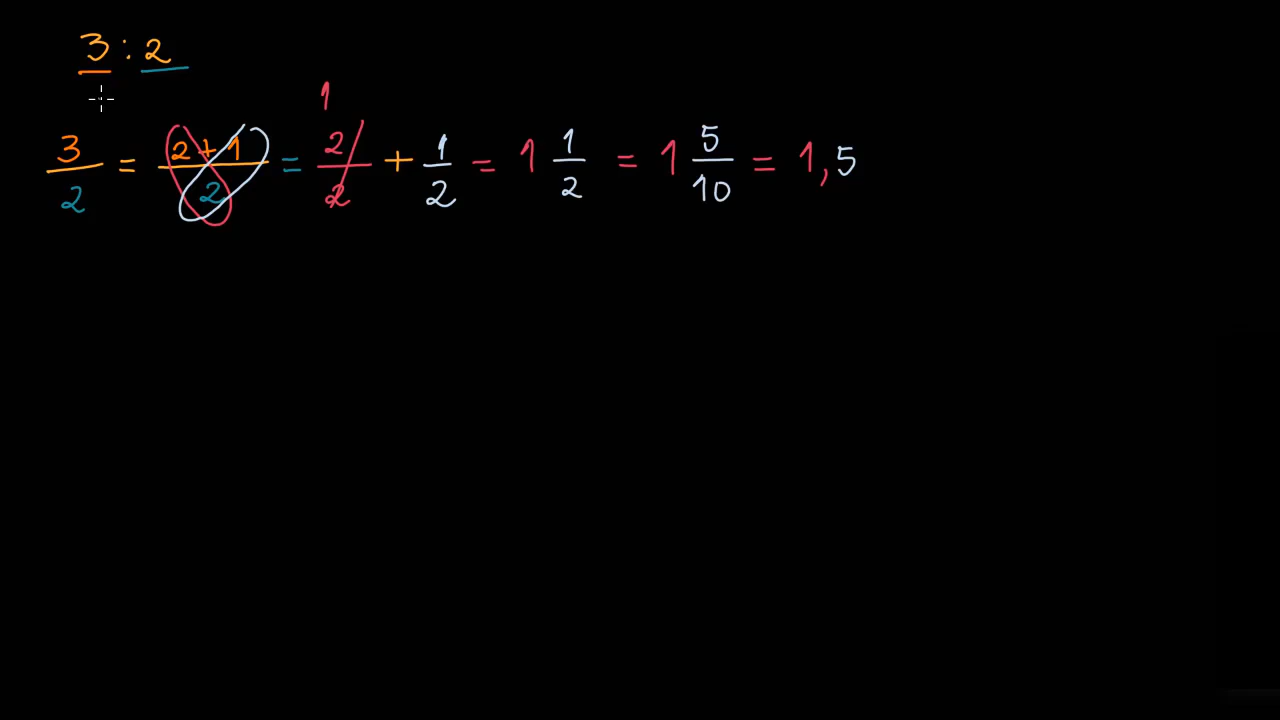 3 : 2
1
3/2 = (2 + 1)/2 = 2/2 + 1/2 = 1 1/2 = 1 5/10 = 1,5